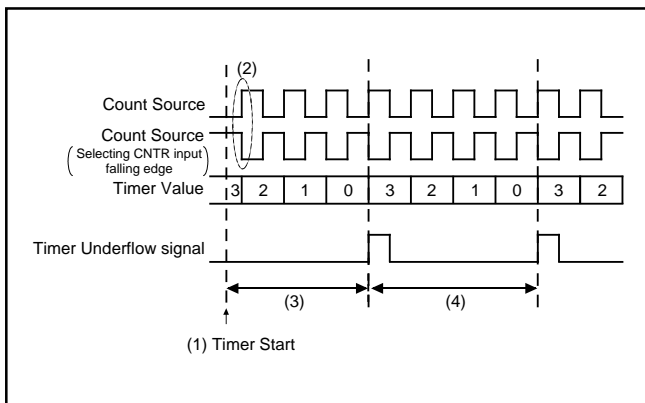 (2)
Count Source
Count Source
(Selecting CNTR input
falling edge)
Timer Value 3 2 1 0 3 2 1 0 3 2
Timer Underflow signal
(3) (4)
(1) Timer Start